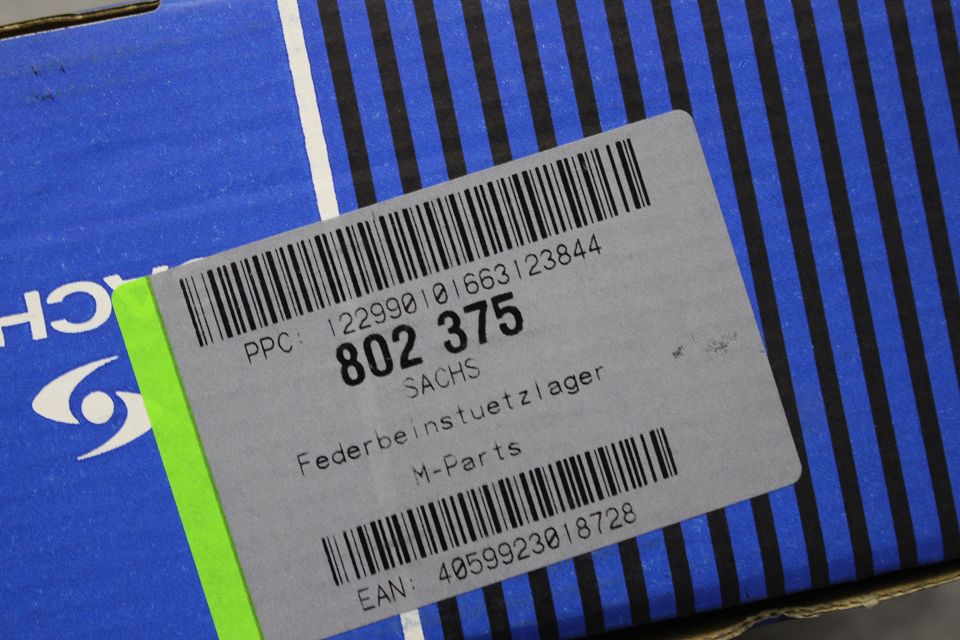 PPC: 122990101663123844
802 375
SACHS
Federbeinstuetzlager
M-Parts
EAN: 4059923018728